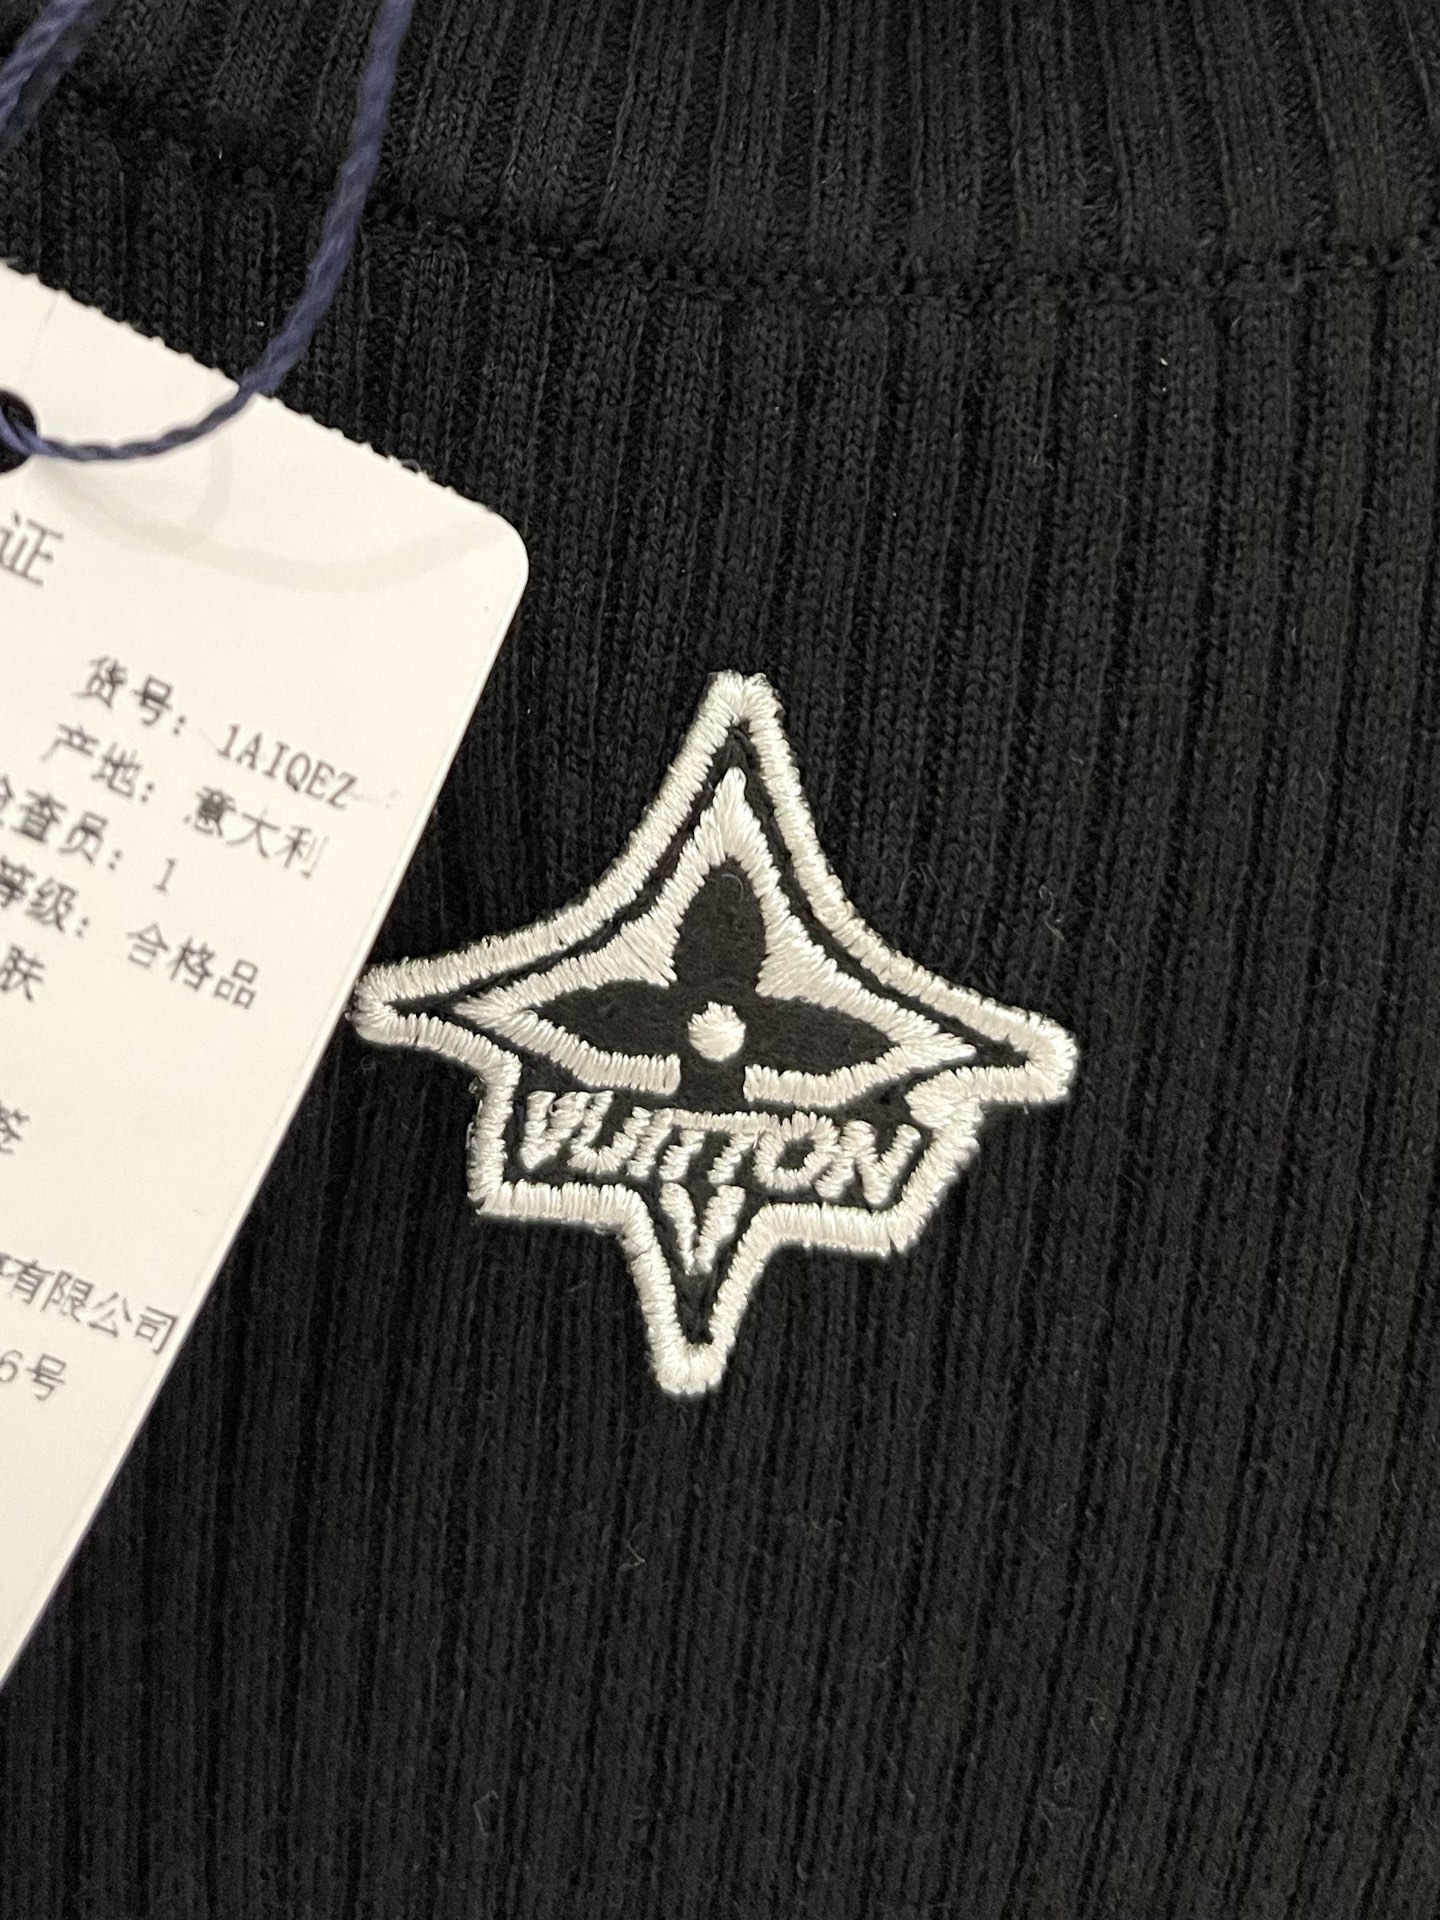 证
货号: 1AIQEZ
产地: 意大利
检查员: 1
等级: 合格品
肤
签
有限公司
6号
VUITTON